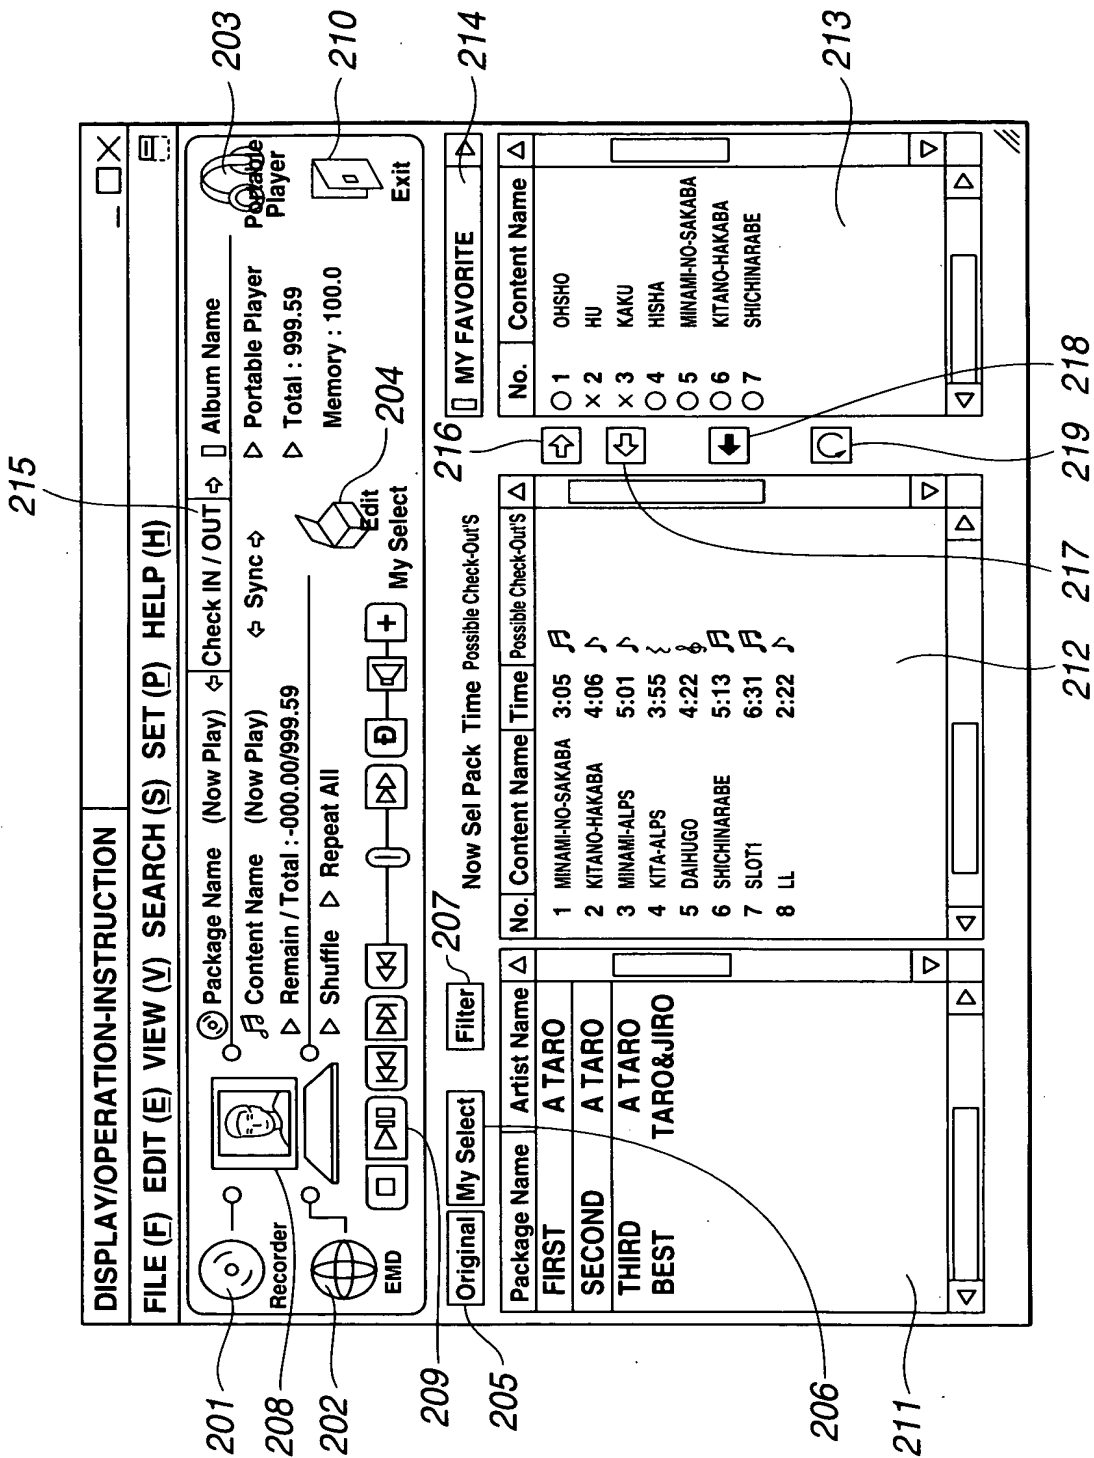 DISPLAY/OPERATION-INSTRUCTION
FILE (F) EDIT (E) VIEW (V) SEARCH (S) SET (P) HELP (H)
Package Name (Now Play) Check IN / OUT Album Name
Content Name (Now Play) Sync Portable Player
Remain / Total : -000.00/999.59 Total : 999.59
Shuffle Repeat All Memory : 100.0
Recorder
EMD
Portable
Player
Edit
My Select
Exit
Original My Select Filter
Now Sel Pack Time Possible Check-Out'S
MY FAVORITE
Package Name Artist Name
FIRST A TARO
SECOND A TARO
THIRD A TARO
BEST TARO&JIRO
No. Content Name Time Possible Check-Out'S
1 MINAMI-NO-SAKABA 3:05
2 KITANO-HAKABA 4:06
3 MINAMI-ALPS 5:01
4 KITA-ALPS 3:55
5 DAIHUGO 4:22
6 SHICHINARABE 5:13
7 SLOT1 6:31
8 LL 2:22
No. Content Name
○ 1 OHSHO
× 2 HU
× 3 KAKU
○ 4 HISHA
○ 5 MINAMI-NO-SAKABA
○ 6 KITANO-HAKABA
○ 7 SHICHINARABE
201
208
202
209
205
206
211
207
215
204
216
203
210
214
213
218
219
217
212